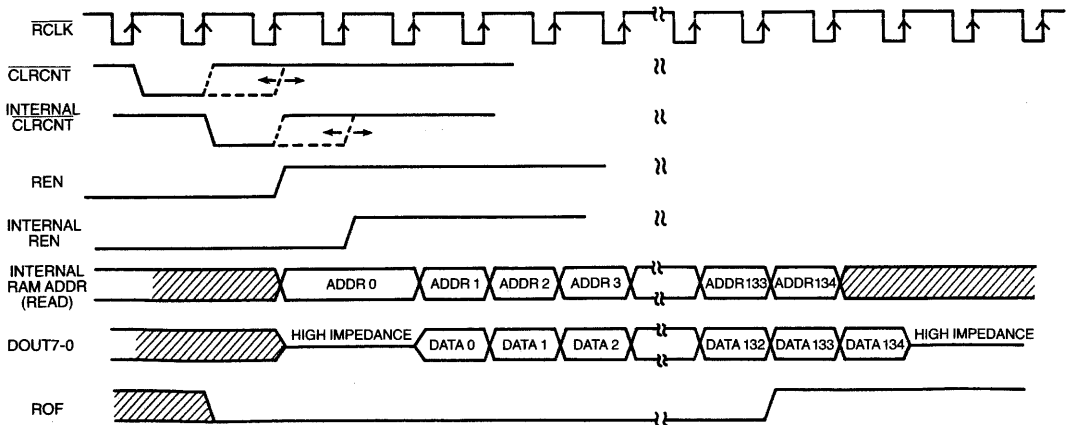 RCLK
CLRCNT
INTERNAL
CLRCNT
REN
INTERNAL
REN
INTERNAL
RAM ADDR
(READ)
ADDR 0 ADDR 1 ADDR 2 ADDR 3 ADDR133 ADDR134
DOUT7-0 HIGH IMPEDANCE DATA 0 DATA 1 DATA 2 DATA 132 DATA 133 DATA 134 HIGH IMPEDANCE
ROF